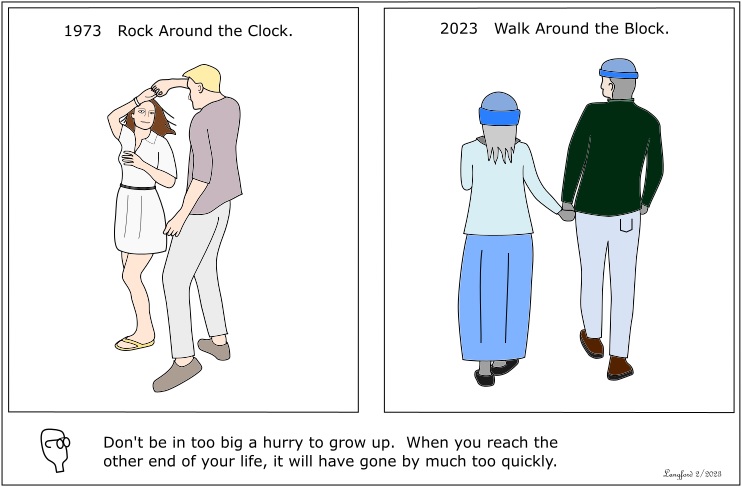 1973   Rock Around the Clock.
2023   Walk Around the Block.
Don't be in too big a hurry to grow up.  When you reach the
other end of your life, it will have gone by much too quickly.
Langford 2/2023